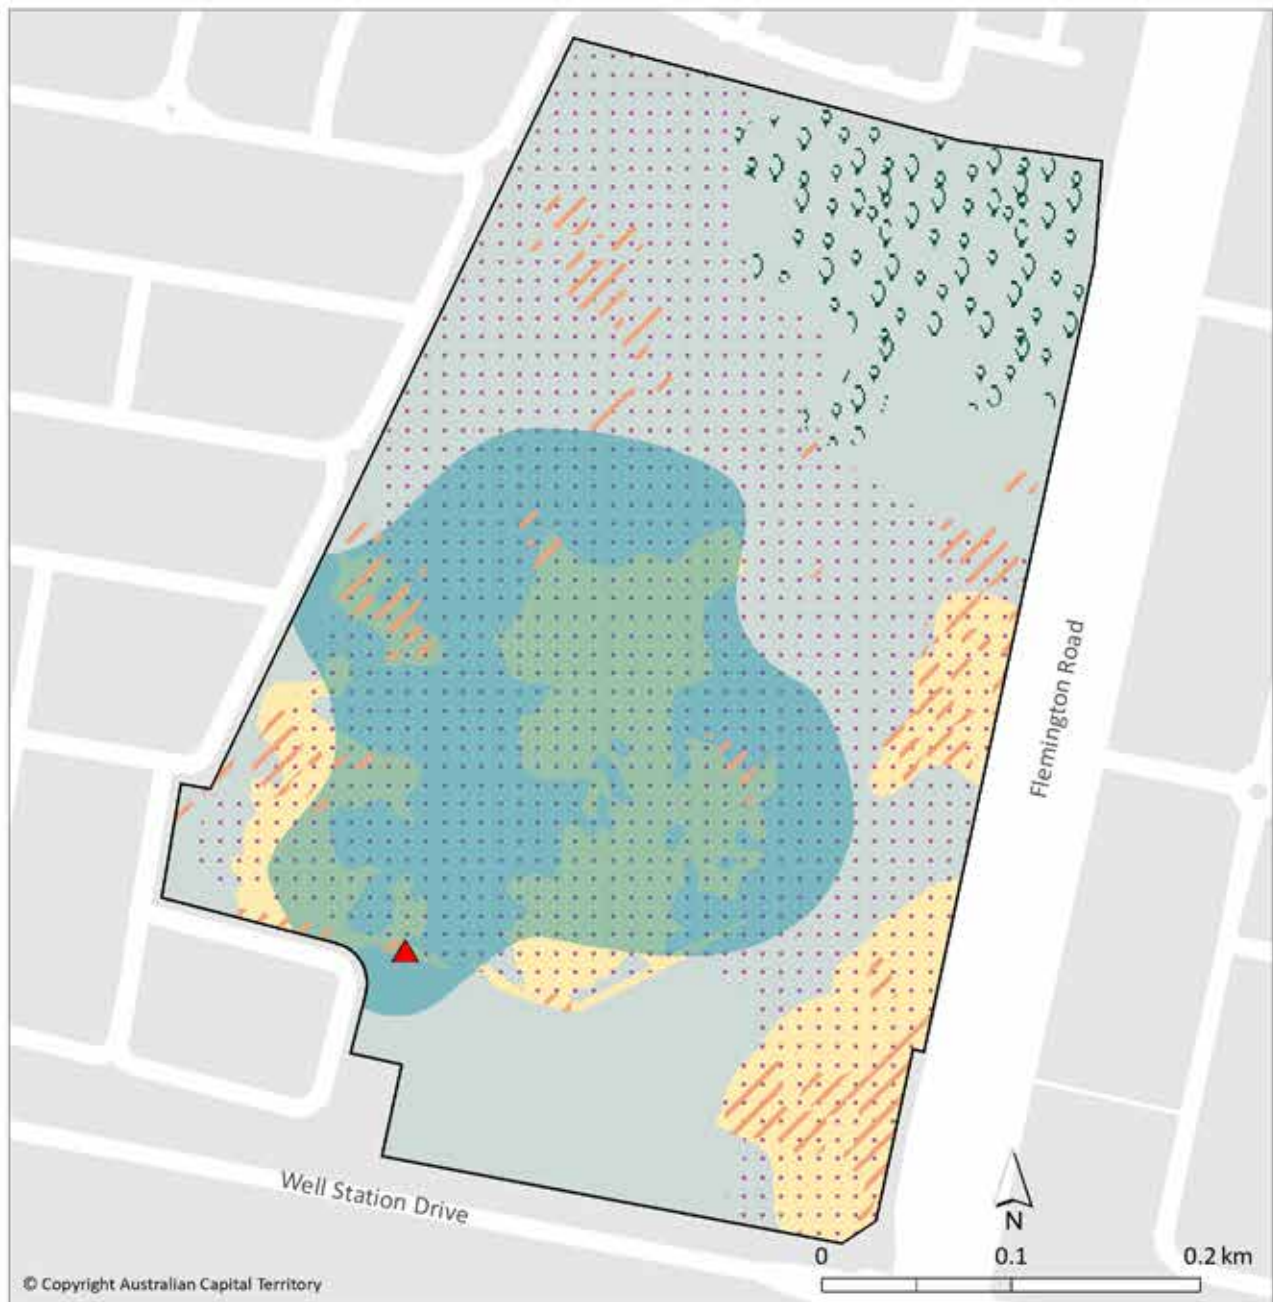 Flemington Road
Well Station Drive
N
0 0.1 0.2 km
© Copyright Australian Capital Territory